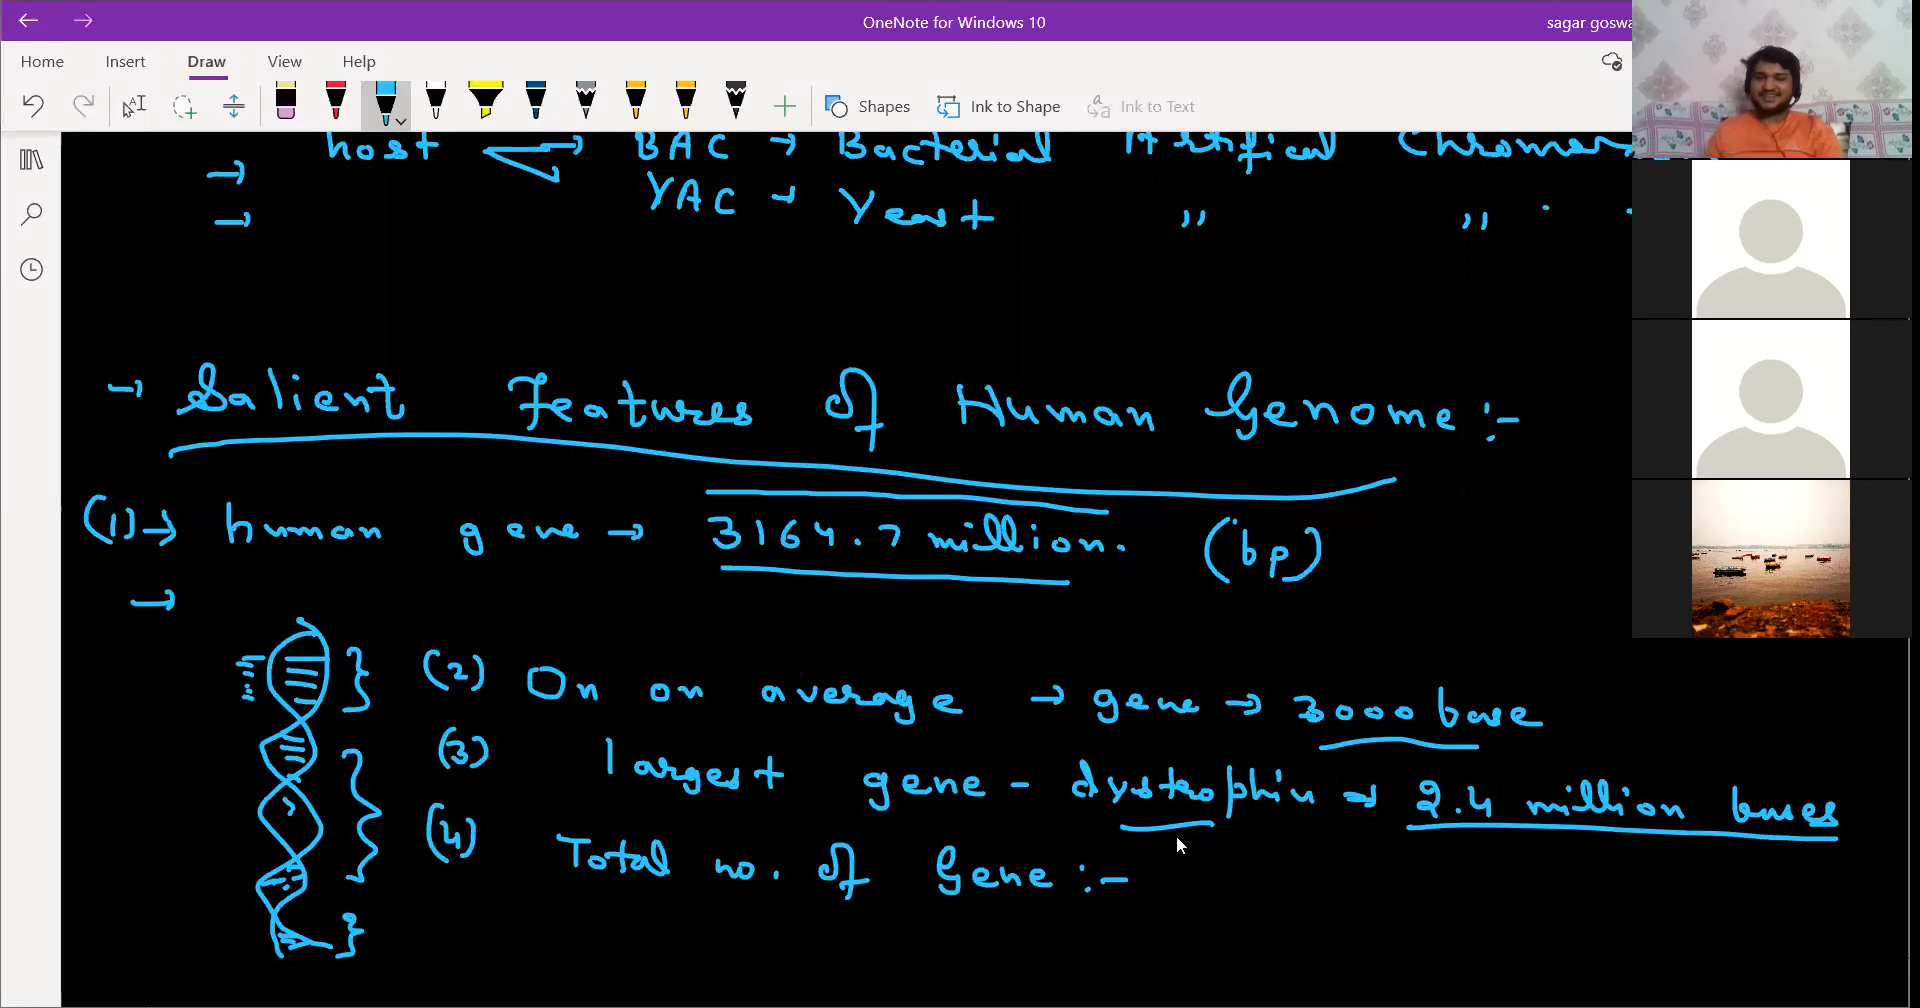 OneNote for Windows 10
sagar goswa
Home Insert Draw View Help
Shapes Ink to Shape Ink to Text
host BAC → Bacterial Artifical Chromo
→
YAC → Yeast " " .
→
→ Salient Features of Human Genome :-
(1) → human gene → 3164.7 million. (bp)
→
(2) On on average → gene → 3000 base
(3) largest gene - dystrophin → 2.4 million bases
(4) Total no. of Gene :-